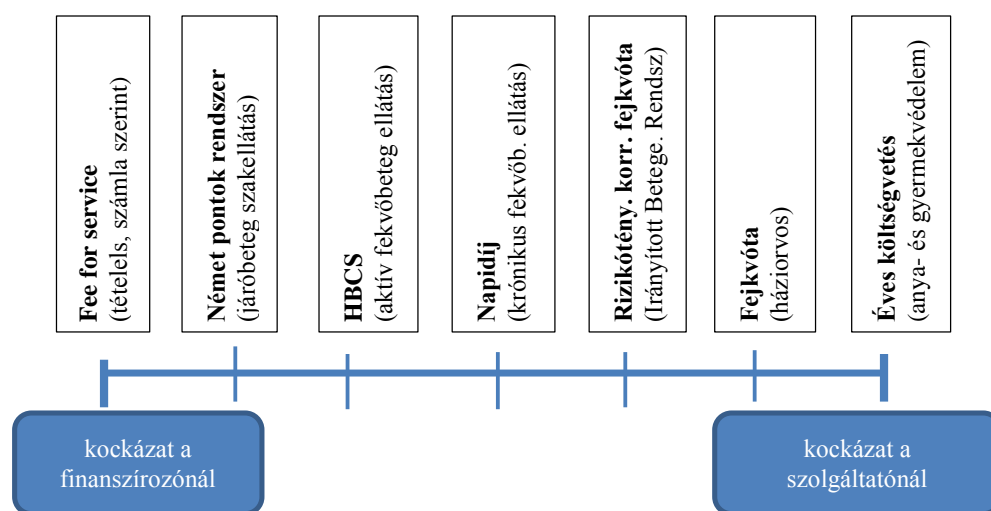 Fee for service
(tételels, számla szerint)
Német pontok rendszer
(járóbeteg szakellátás)
HBCS
(aktív fekvőbeteg ellátás)
Napidíj
(krónikus fekvőb. ellátás)
Rizikótény. korr. fejkvóta
(Irányított Betege. Rendsz)
Fejkvóta
(háziorvos)
Éves költségvetés
(anya- és gyermekvédelem)
kockázat a
finanszírozónál
kockázat a
szolgáltatónál